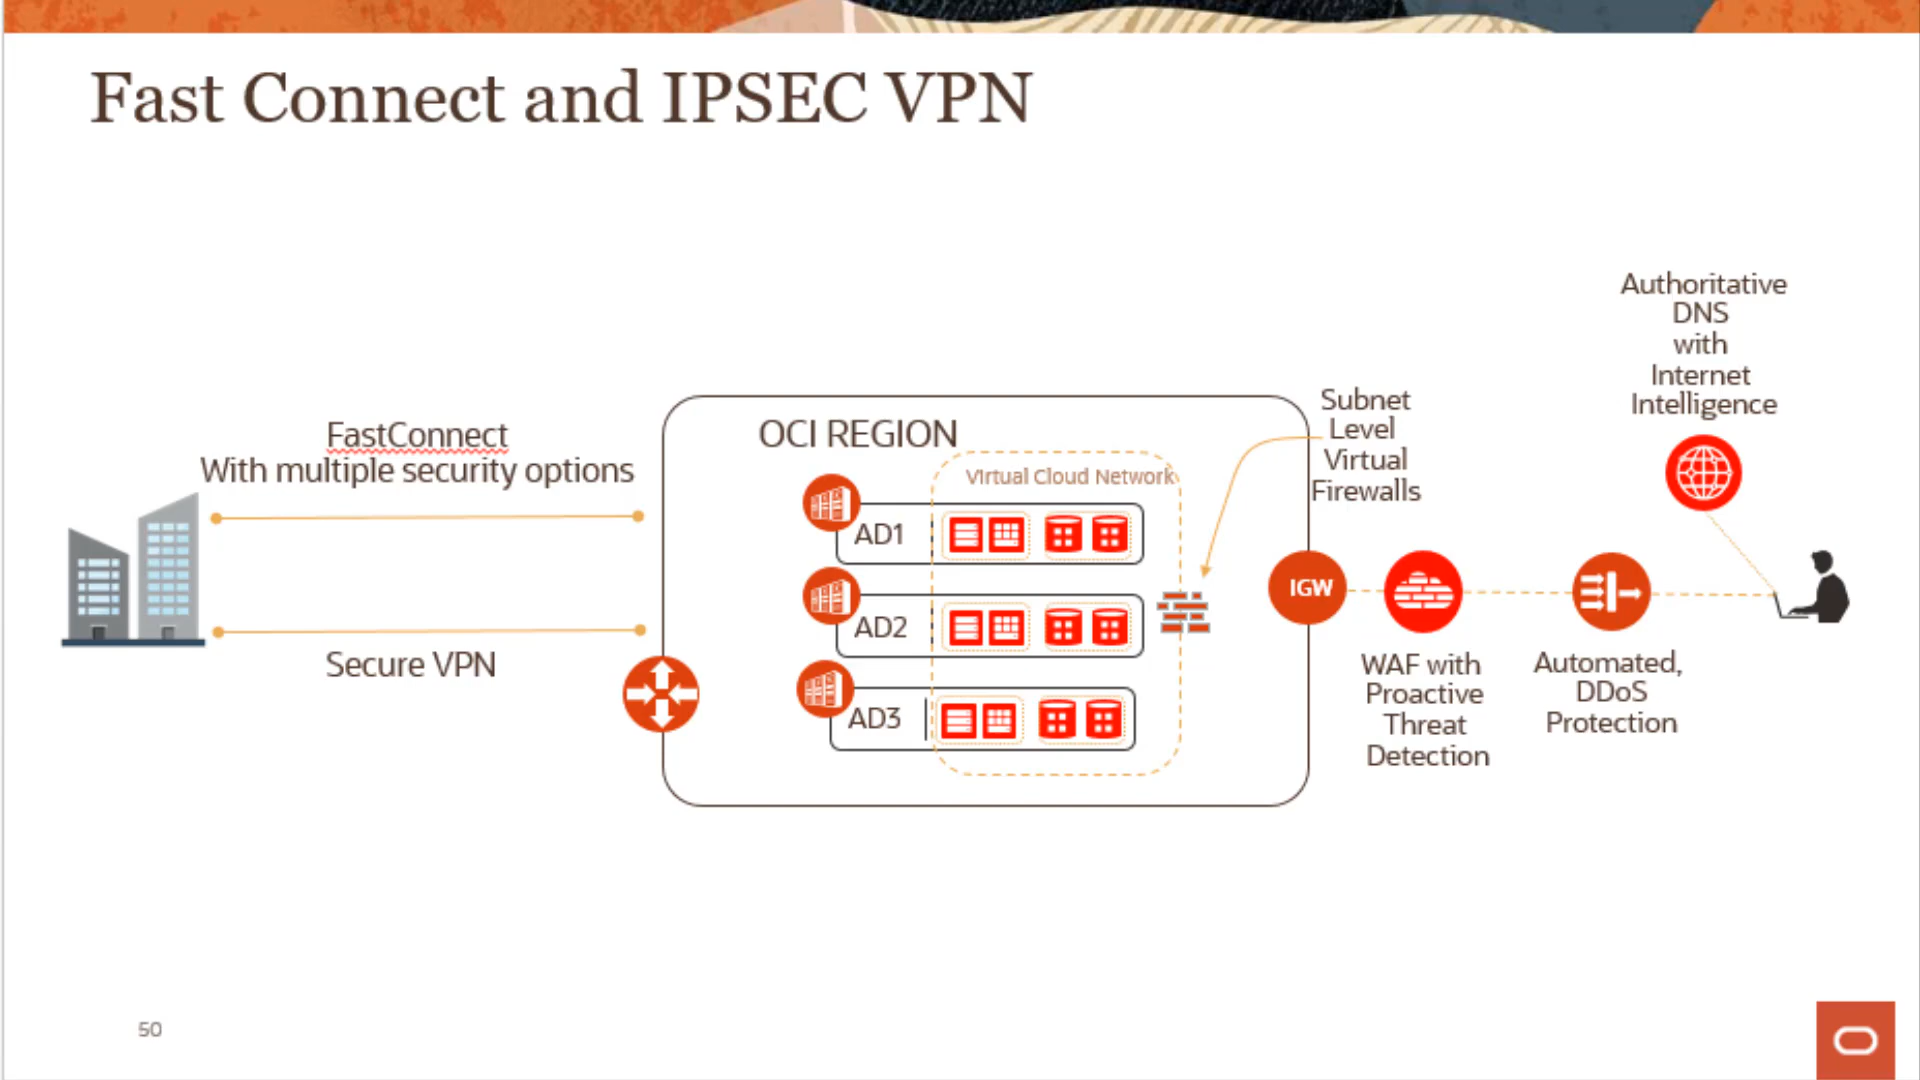 Fast Connect and IPSEC VPN
FastConnect
With multiple security options
Secure VPN
OCI REGION
Virtual Cloud Network
AD1
AD2
AD3
Subnet
Level
Virtual
Firewalls
IGW
WAF with
Proactive
Threat
Detection
Automated,
DDoS
Protection
Authoritative
DNS
with
Internet
Intelligence
50